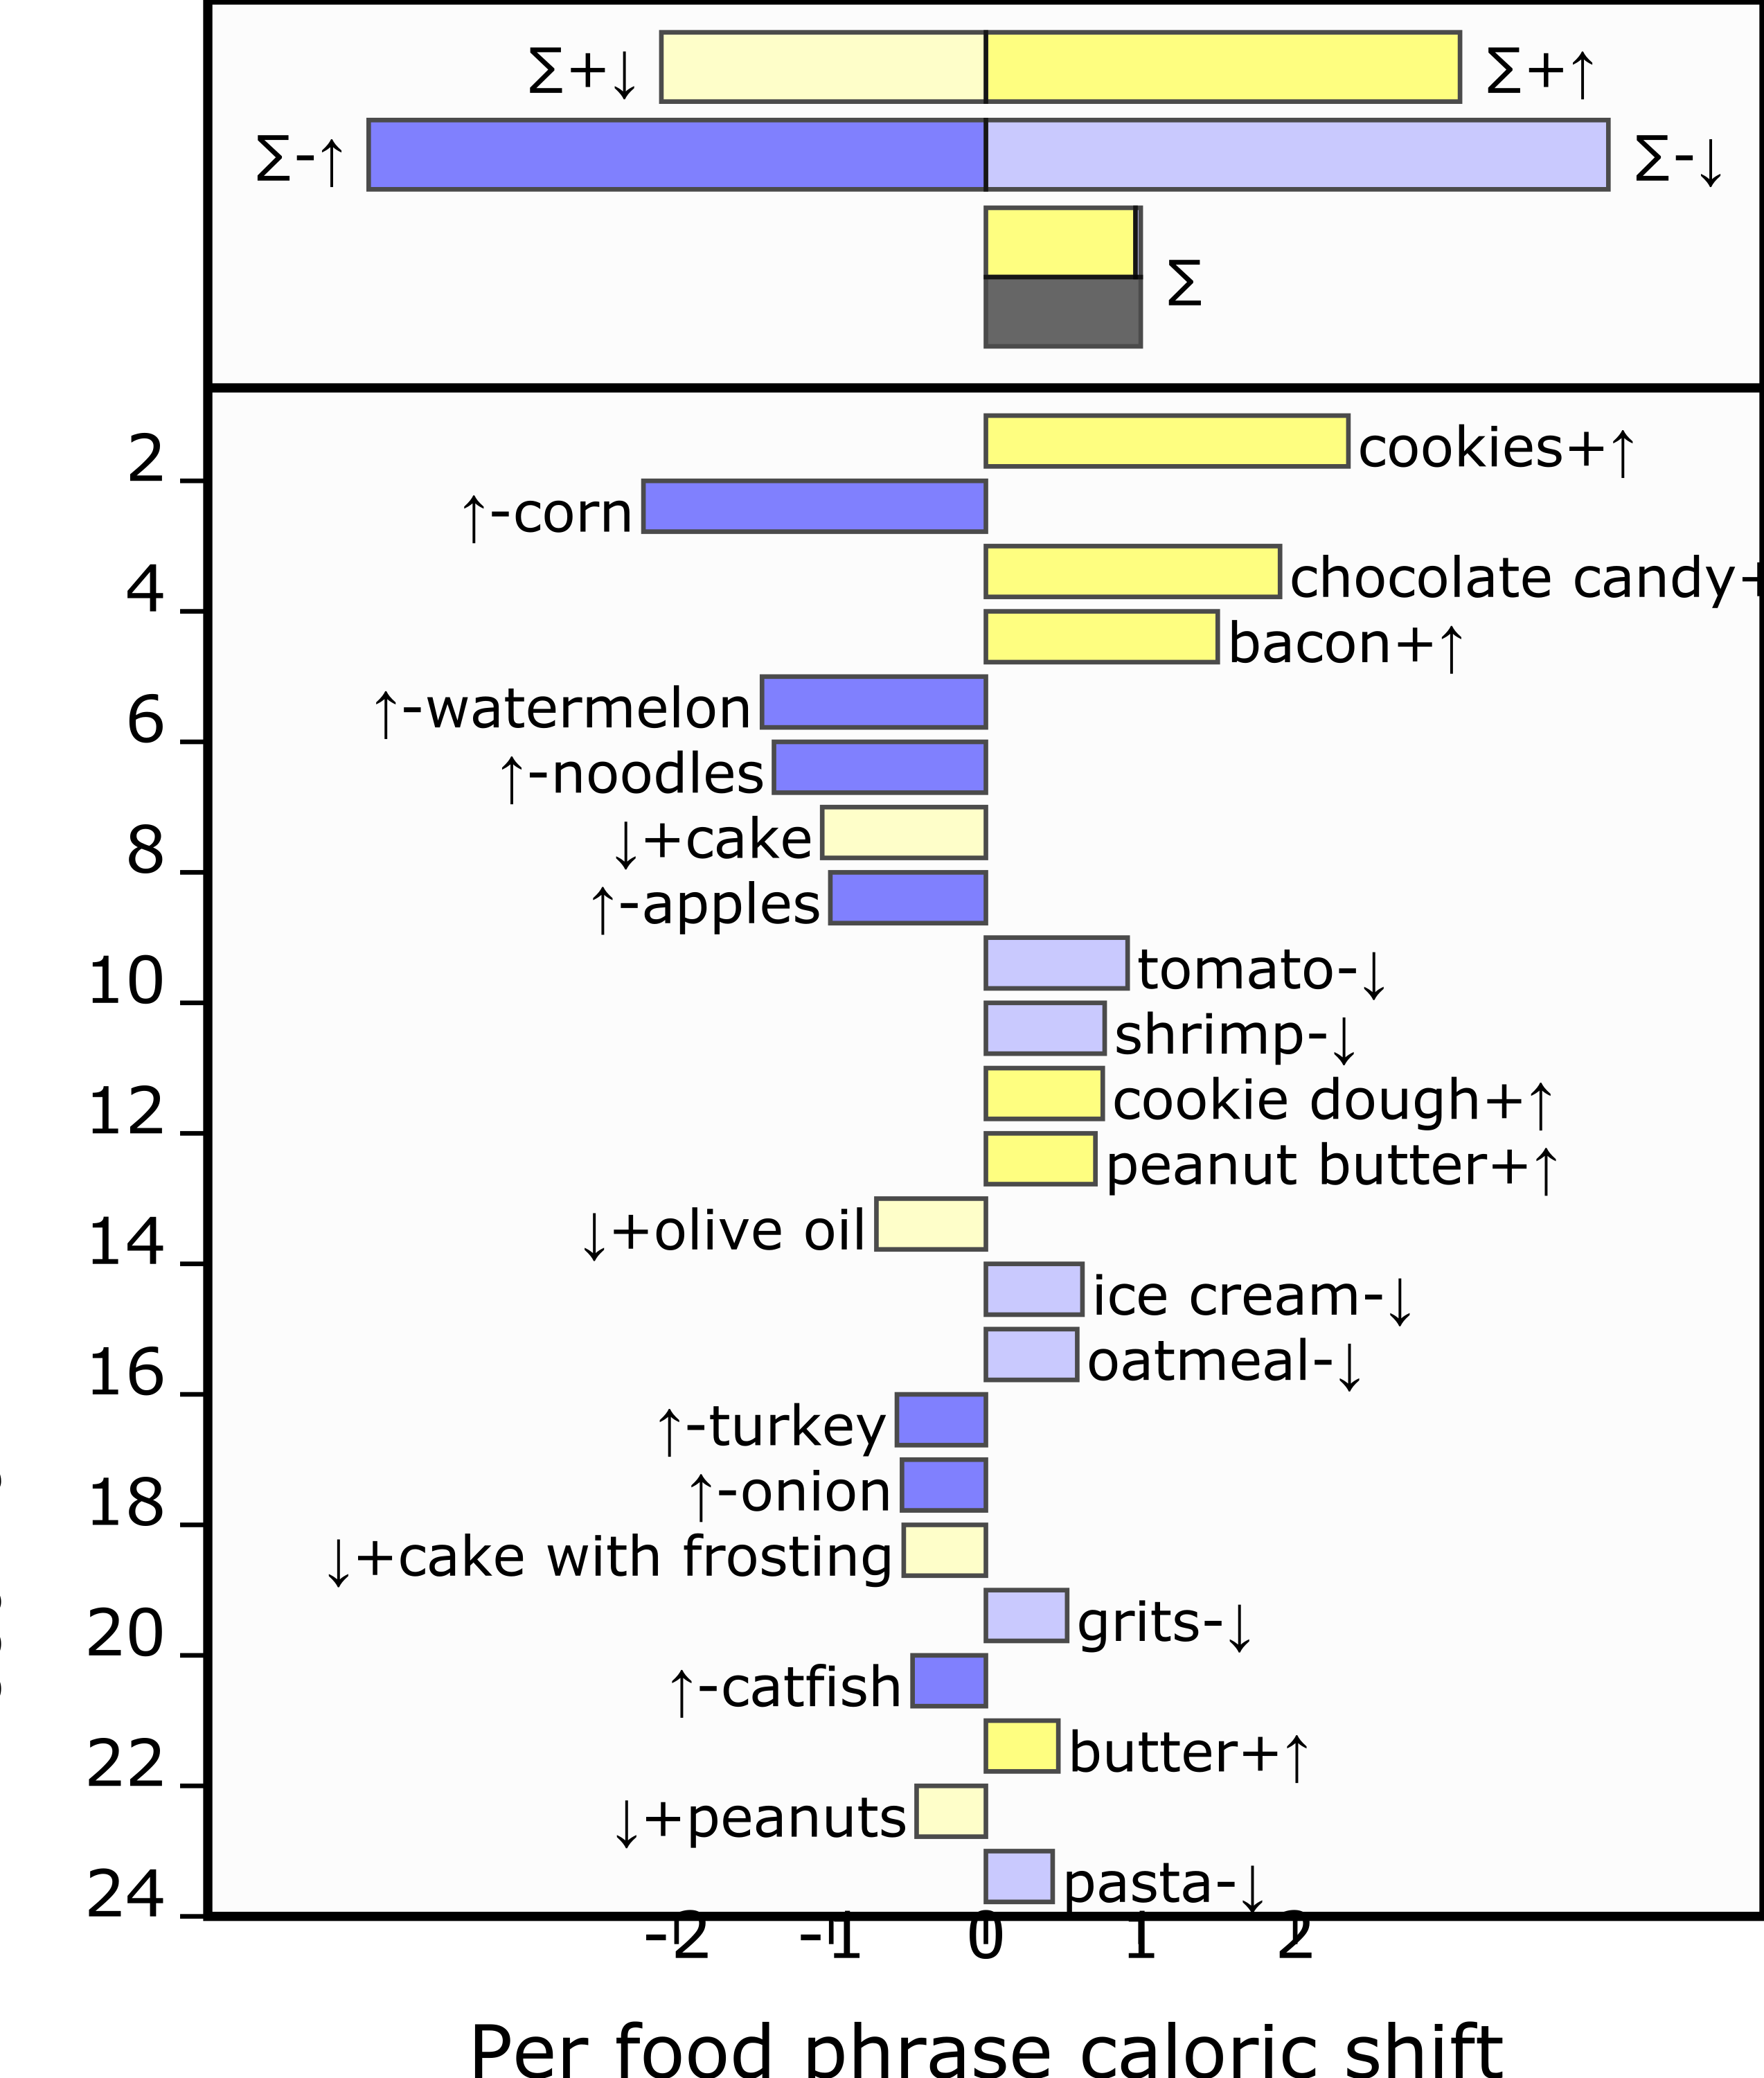 ∑+↓ ∑+↑
∑-↑ ∑-↓
∑
2 cookies+↑
↑-corn
4 chocolate candy+
bacon+↑
6 ↑-watermelon
↑-noodles
8 ↓+cake
↑-apples
10 tomato-↓
shrimp-↓
12 cookie dough+↑
peanut butter+↑
14 ↓+olive oil
ice cream-↓
16 oatmeal-↓
↑-turkey
18 ↑-onion
↓+cake with frosting
20 grits-↓
↑-catfish
22 butter+↑
↓+peanuts
24 pasta-↓
-2 -1 0 1 2
Per food phrase caloric shift